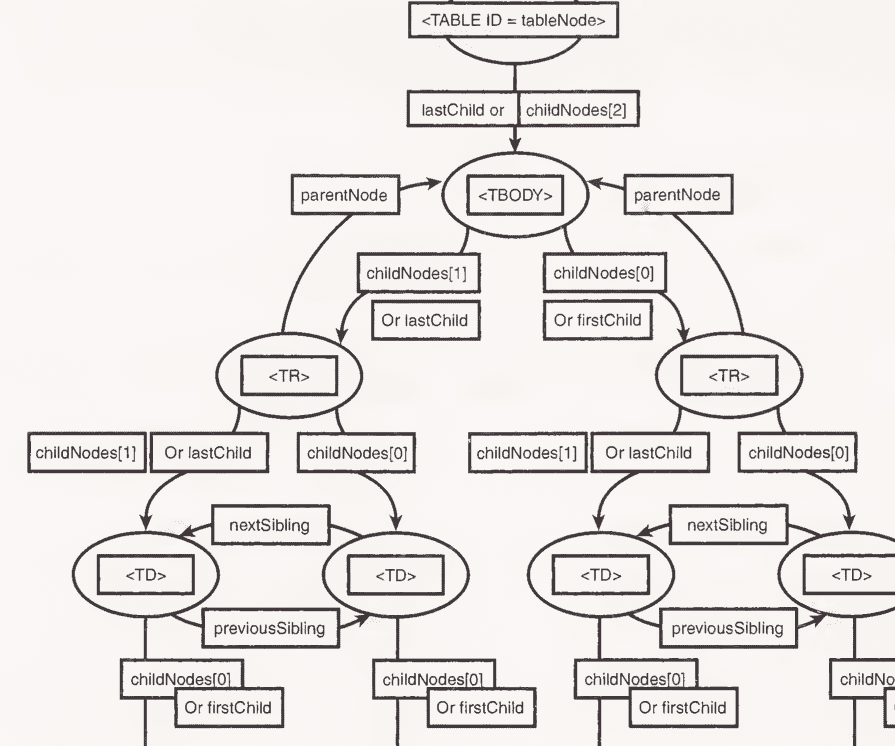 <TABLE ID = tableNode>
lastChild or childNodes[2]
parentNode <TBODY> parentNode
childNodes[1] childNodes[0]
Or lastChild Or firstChild
<TR> <TR>
childNodes[1] Or lastChild childNodes[0] childNodes[1] Or lastChild childNodes[0]
nextSibling nextSibling
<TD> <TD> <TD> <TD>
previousSibling previousSibling
childNodes[0] childNodes[0] childNodes[0] childNo
Or firstChild Or firstChild Or firstChild